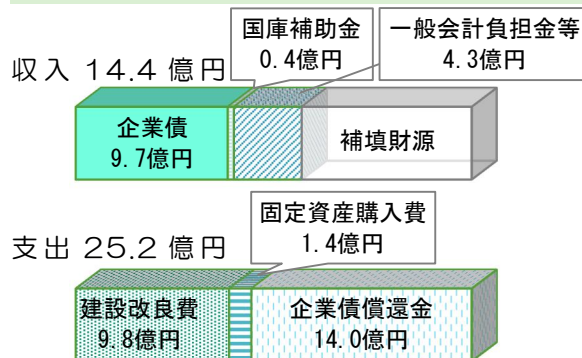 国庫補助金
0.4億円
一般会計負担金等
4.3億円
収入 14.4 億円
企業債
9.7億円
補填財源
固定資産購入費
1.4億円
支出 25.2 億円
建設改良費
9.8億円
企業債償還金
14.0億円